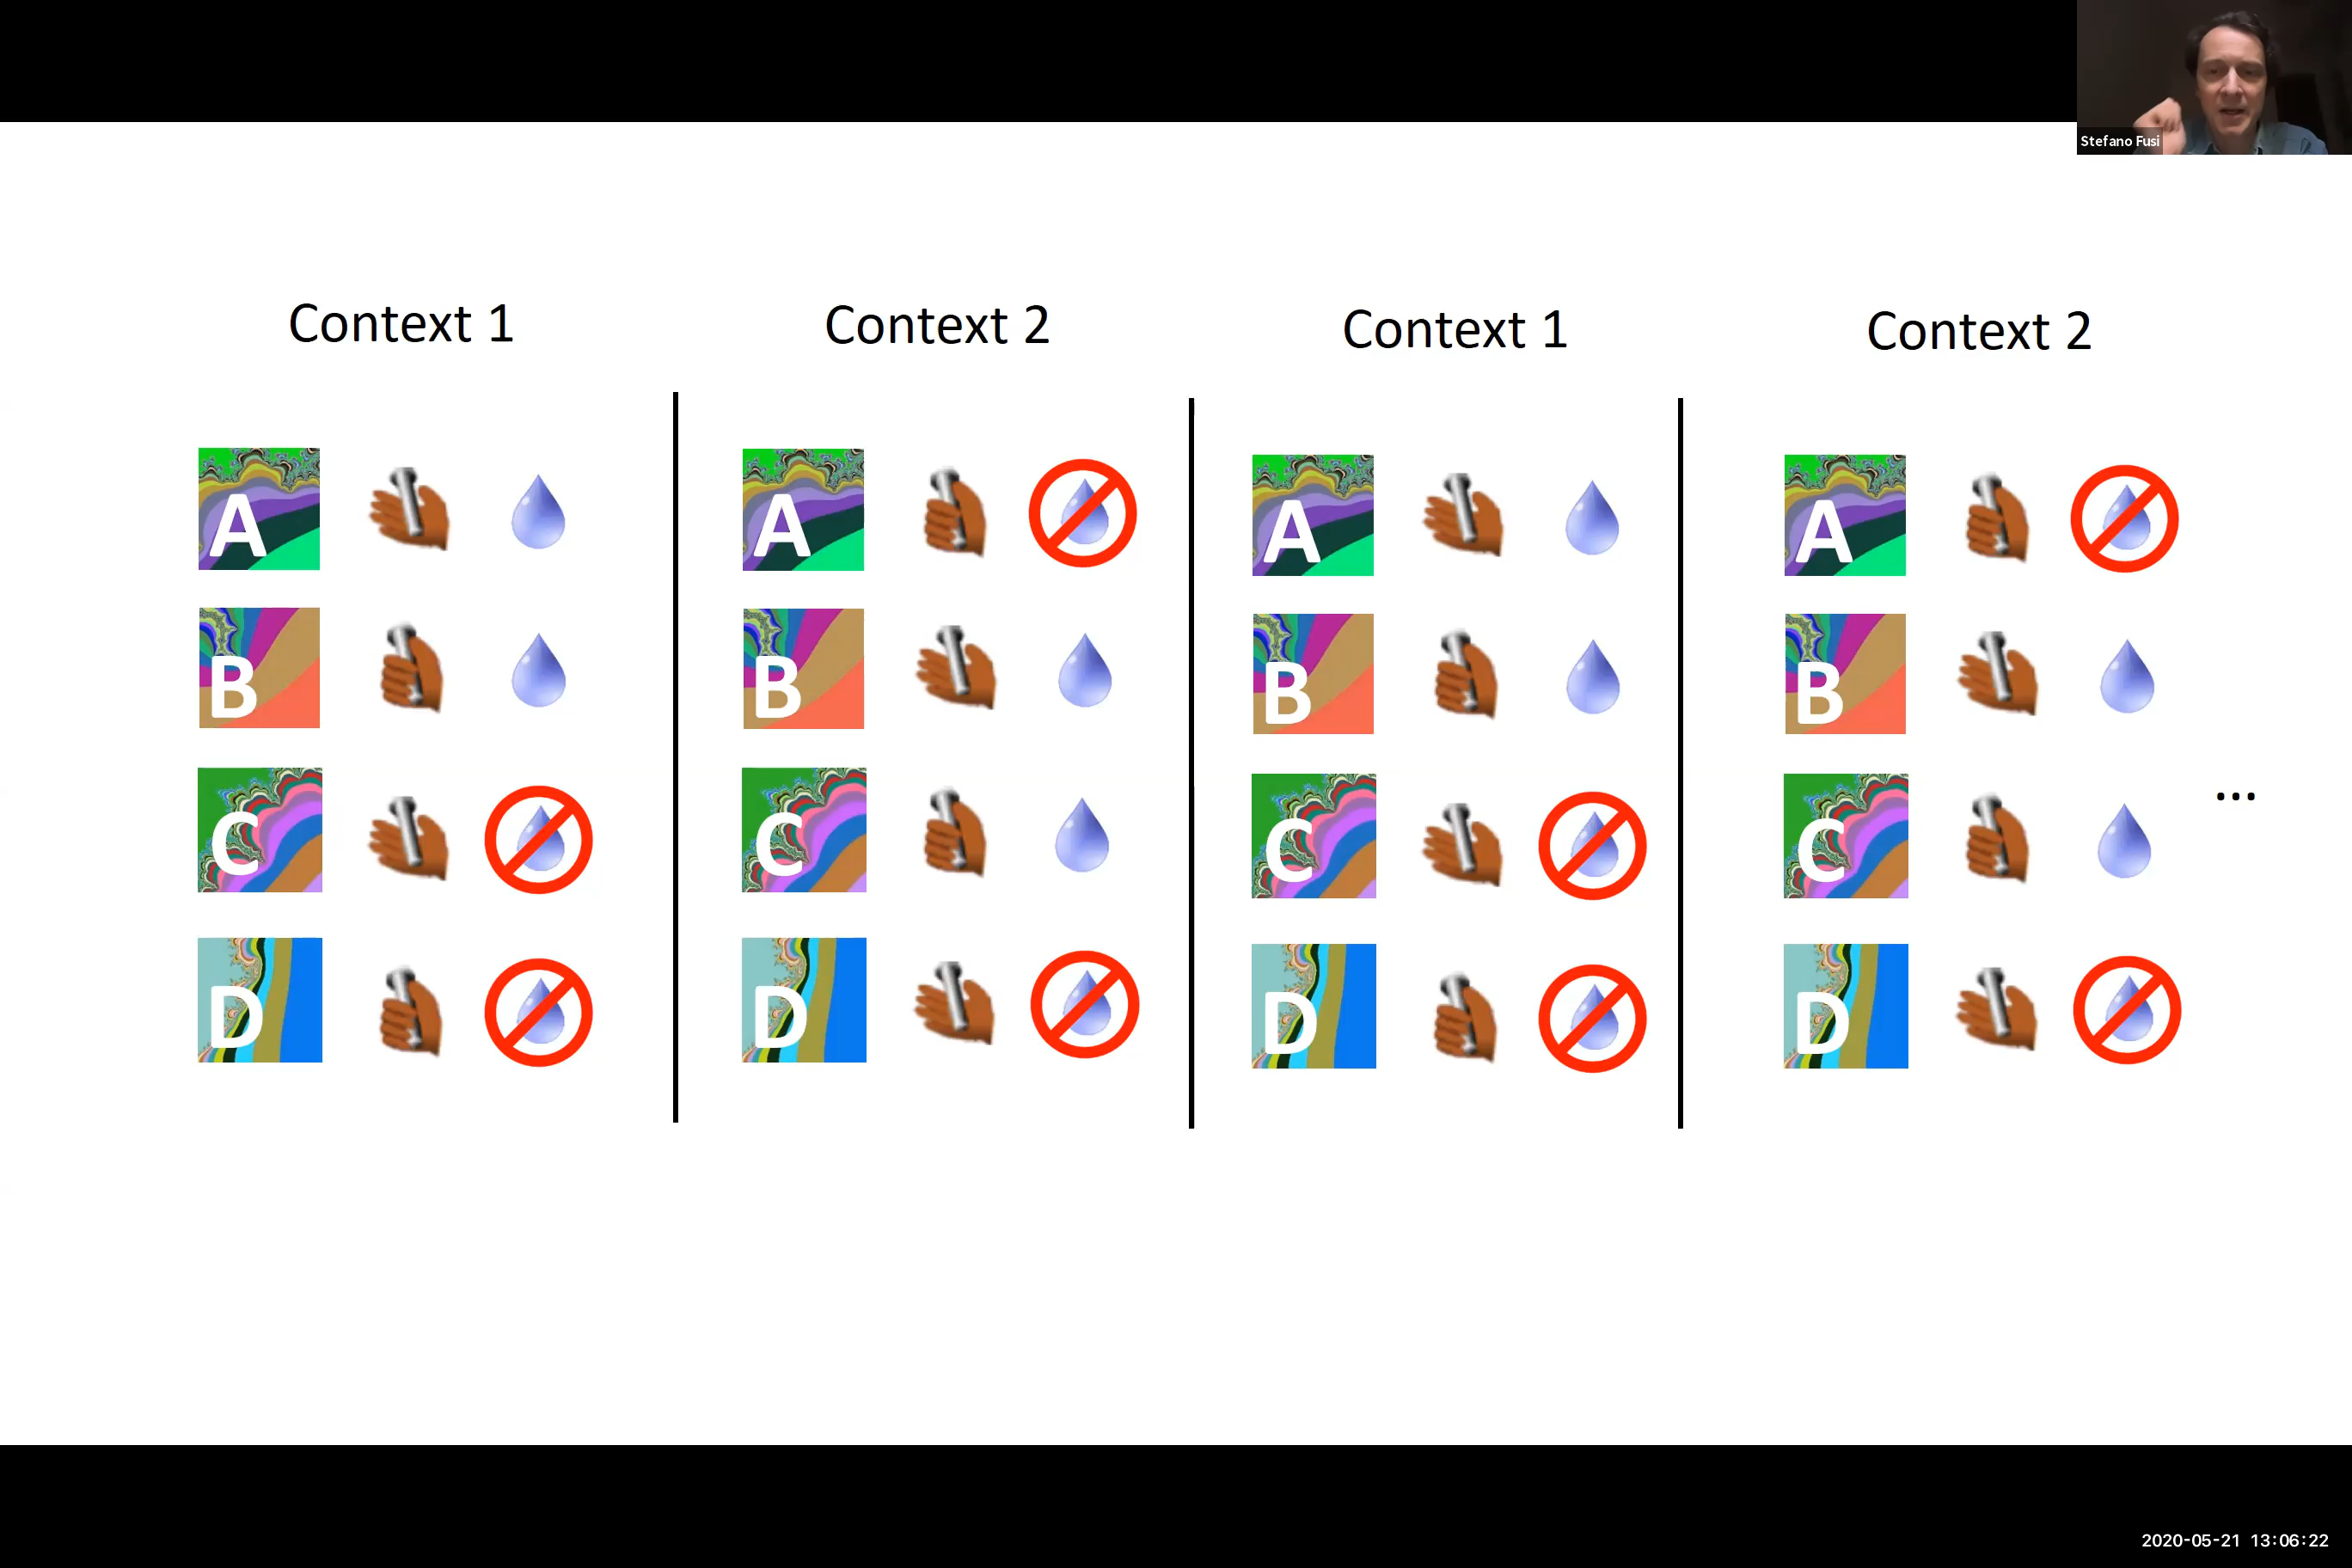 Stefano Fusi
Context 1
Context 2
Context 1
Context 2
A
A
A
A
B
B
B
B
C
C
C
C
...
D
D
D
D
2020-05-21 13:06:22